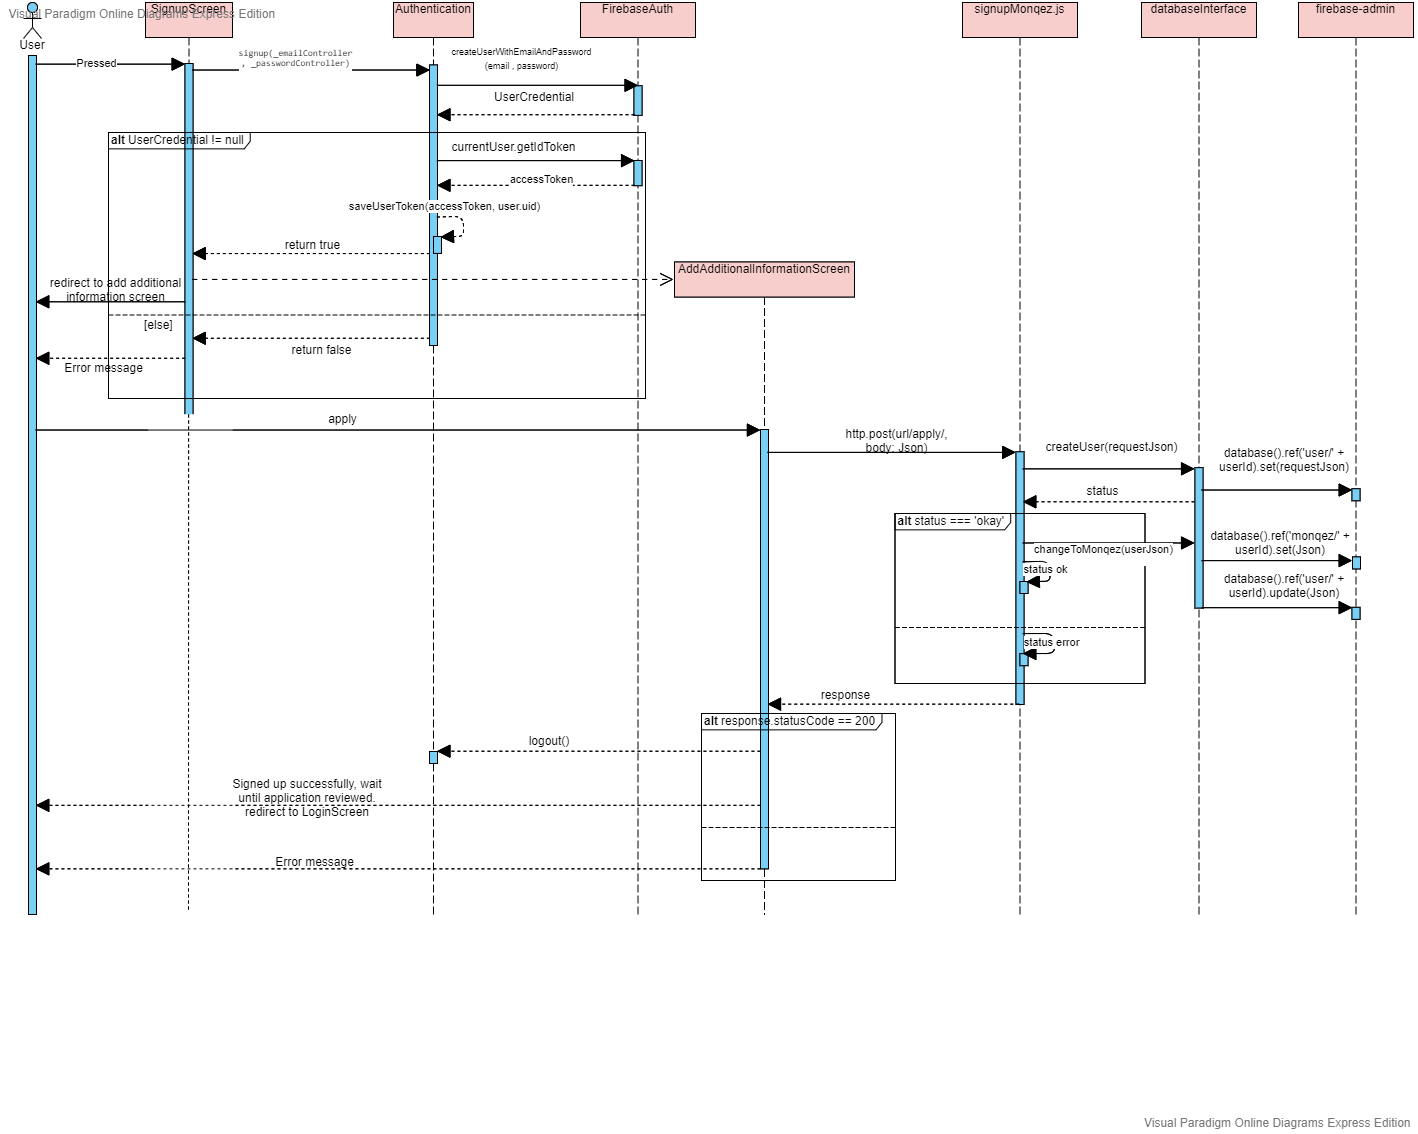 Visual Paradigm Online Diagrams Express Edition
SignupScreen
Authentication
FirebaseAuth
signupMonqez.js
databaseInterface
firebase-admin
User
Pressed
signup(_emailController
, _passwordController)
createUserWithEmailAndPassword
(email , password)
UserCredential
alt UserCredential != null
currentUser.getIdToken
accessToken
saveUserToken(accessToken, user.uid)
return true
AddAdditionalInformationScreen
redirect to add additional
information screen
[else]
return false
Error message
apply
http.post(url/apply/,
body: Json)
createUser(requestJson)
database().ref('user/' +
userId).set(requestJson)
status
alt status === 'okay'
changeToMonqez(userJson)
database().ref('monqez/' +
userId).set(Json)
status ok
database().ref('user/' +
userId).update(Json)
status error
response
alt response.statusCode == 200
logout()
Signed up successfully, wait
until application reviewed.
redirect to LoginScreen
Error message
Visual Paradigm Online Diagrams Express Edition